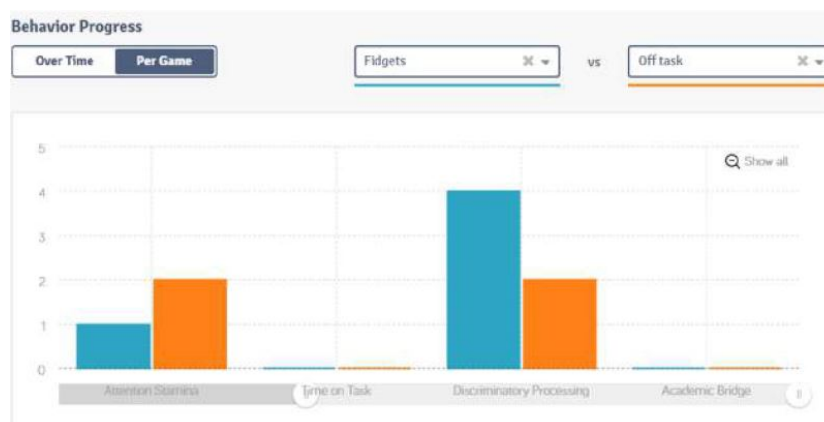 Behavior Progress
Over Time Per Game Fidgets vs Off task
5
Show all
4
3
2
1
0
Attention Stamina Time on Task Discriminatory Processing Academic Bridge